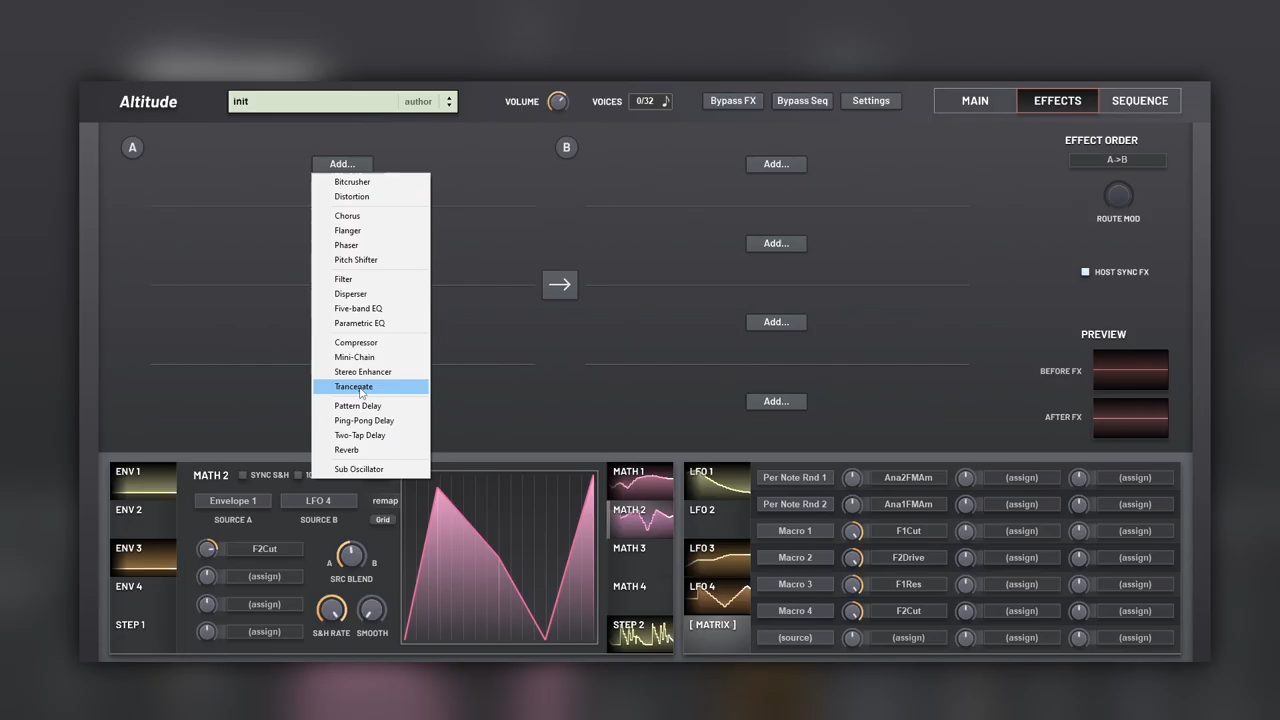 Altitude
init
author
VOLUME
VOICES
0/32
Bypass FX
Bypass Seq
Settings
MAIN
EFFECTS
SEQUENCE
A
Add...
Bitcrusher
Distortion
Chorus
Flanger
Phaser
Pitch Shifter
Filter
Disperser
Five-band EQ
Parametric EQ
Compressor
Mini-Chain
Stereo Enhancer
Trancegate
Pattern Delay
Ping-Pong Delay
Two-Tap Delay
Reverb
Sub Oscillator
B
Add...
Add...
Add...
Add...
EFFECT ORDER
A->B
ROUTE MOD
HOST SYNC FX
PREVIEW
BEFORE FX
AFTER FX
ENV 1
ENV 2
ENV 3
ENV 4
STEP 1
MATH 2
SYNC S&H
Envelope 1
LFO 4
remap
SOURCE A
SOURCE B
Grid
F2Cut
(assign)
(assign)
(assign)
A
B
SRC BLEND
S&H RATE
SMOOTH
MATH 1
MATH 2
MATH 3
MATH 4
STEP 2
LFO 1
LFO 2
LFO 3
LFO 4
[ MATRIX ]
Per Note Rnd 1
Ana2FMAm
(assign)
(assign)
Per Note Rnd 2
Ana1FMAm
(assign)
(assign)
Macro 1
F1Cut
(assign)
(assign)
Macro 2
F2Drive
(assign)
(assign)
Macro 3
F1Res
(assign)
(assign)
Macro 4
F2Cut
(assign)
(assign)
(source)
(assign)
(assign)
(assign)